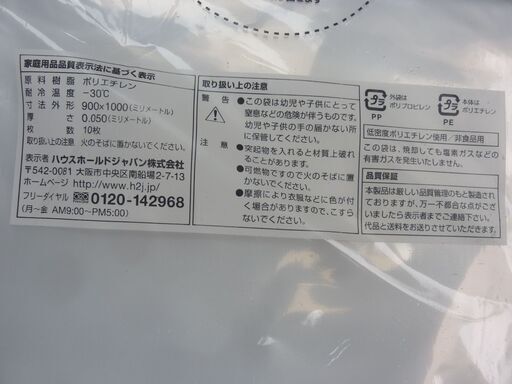 家庭用品品質表示法に基づく表示
原料樹脂 ポリエチレン
耐冷温度 −30℃
寸法 外形 900×1000(ミリメートル)
厚さ 0.050(ミリメートル)
枚数 10枚
火のそばに置かないでください。
表示者 ハウスホールドジャパン株式会社
〒542-0081 大阪市中央区南船場2-7-13
ホームページ http://www.h2j.jp/
フリーダイヤル 0120-142968
(月〜金 AM9:00〜PM5:00)
取り扱い上の注意
警告 ●この袋は幼児や子供にとって
窒息などの危険が伴うもので
す。幼児や子供の手の届かない所
に保管してください。
注意 ●突起物を入れると材質上破れ
ることがあります。
●可燃物ですので火のそばに
置かないでください。
●摩擦により衣服などに色が付
く場合がありますので、こすら
ないでください。
プラ
外袋は
ポリプロピレン
PP
プラ
本体は
ポリエチレン
PE
低密度ポリエチレン使用/非食品用
この袋は、焼却しても塩素ガスなどの
有害ガスを発生いたしません。
品質保証
本製品は厳しい品質管理のもと製造され
ておりますが、万一不都合な点がござ
いましたら表示者までご連絡下さい。
代品と送料をお送りさせていただきます。